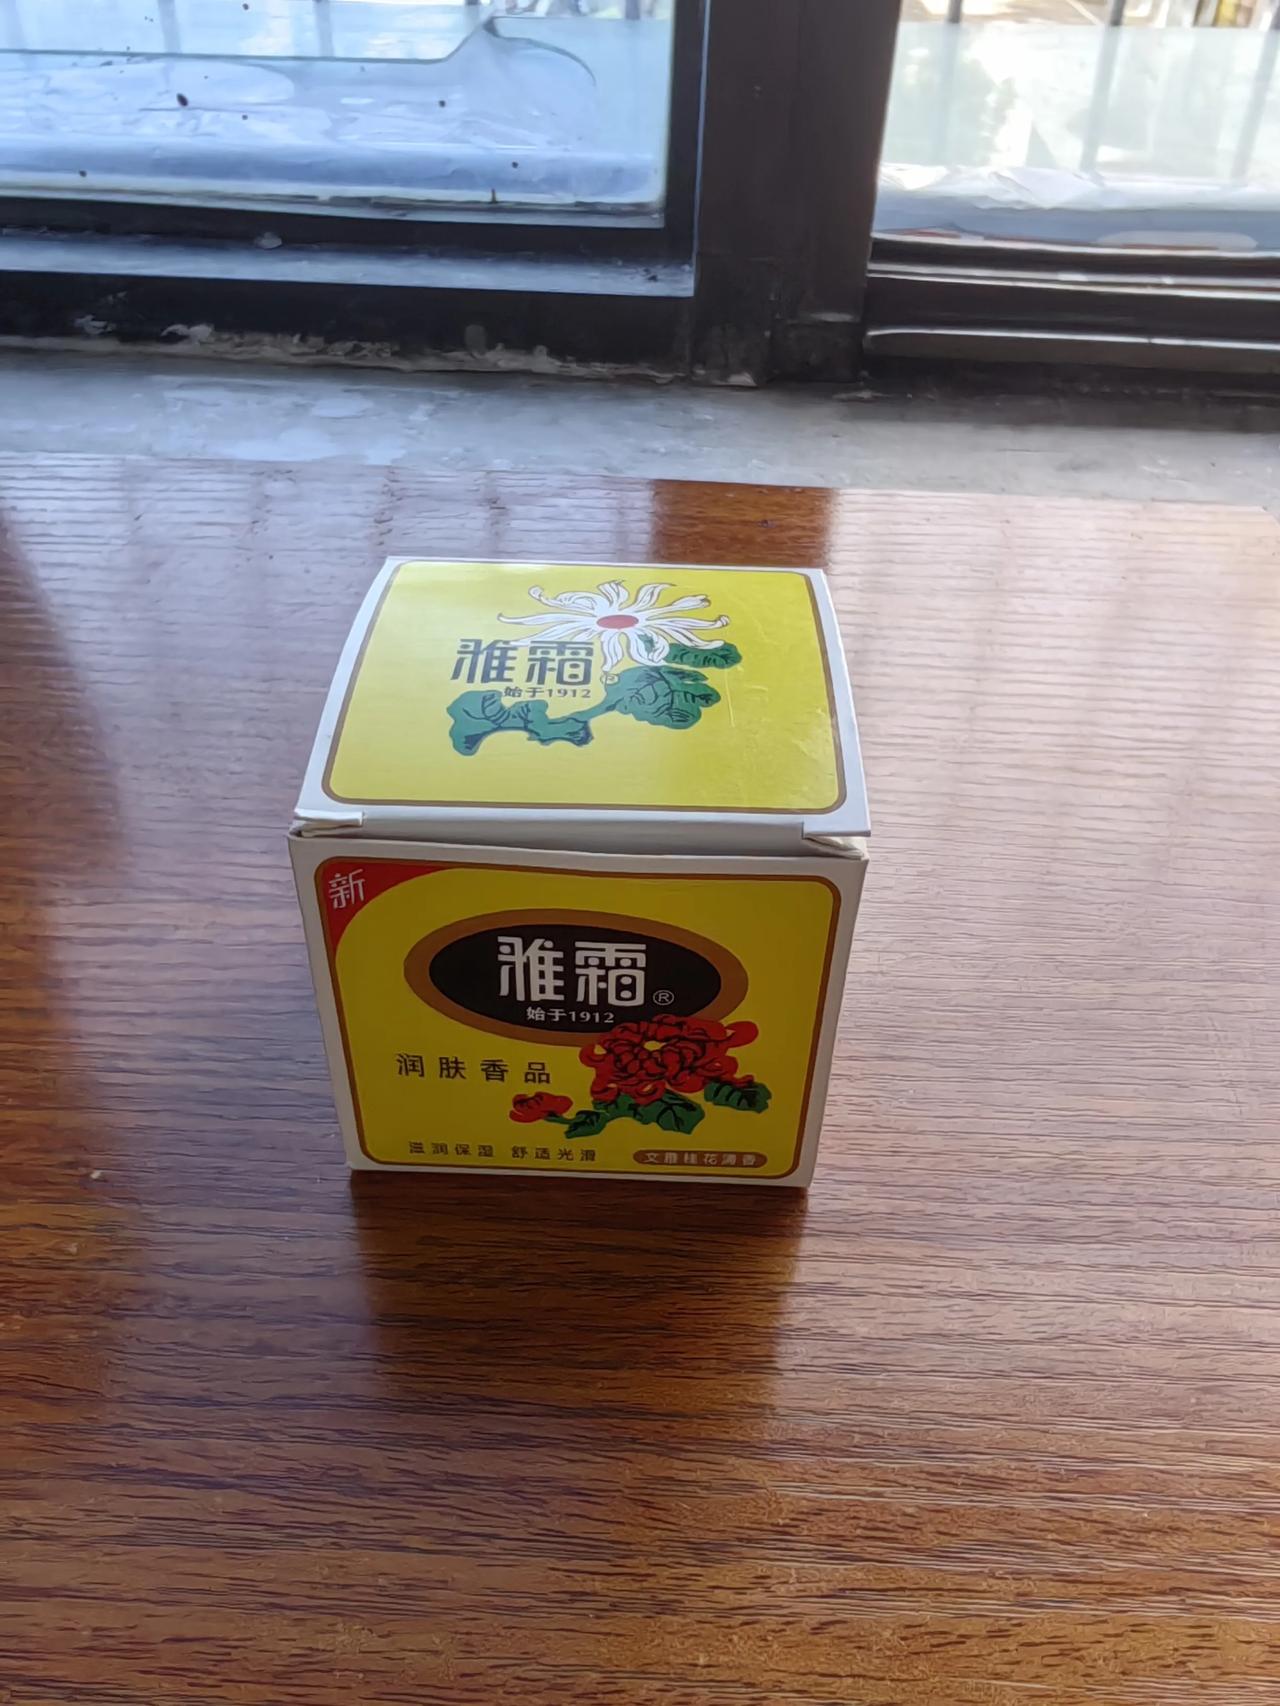 雅霜®
始于1912
新
雅霜®
始于1912
润肤香品
滋润保湿 舒适光滑
文雅桂花清香